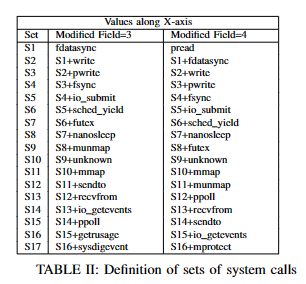 Values along X-axis
Set Modified Field=3 Modified Field=4
S1 fdatasync pread
S2 S1+write S1+fdatasync
S3 S2+pwrite S2+write
S4 S3+fsync S3+pwrite
S5 S4+io_submit S4+fsync
S6 S5+sched_yield S5+io_submit
S7 S6+futex S6+sched_yield
S8 S7+nanosleep S7+nanosleep
S9 S8+munmap S8+futex
S10 S9+unknown S9+unknown
S11 S10+mmap S10+mmap
S12 S11+sendto S11+munmap
S13 S12+recvfrom S12+ppoll
S14 S13+io_getevents S13+recvfrom
S15 S14+ppoll S14+sendto
S16 S15+getrusage S15+io_getevents
S17 S16+sysdigevent S16+mprotect
TABLE II: Definition of sets of system calls